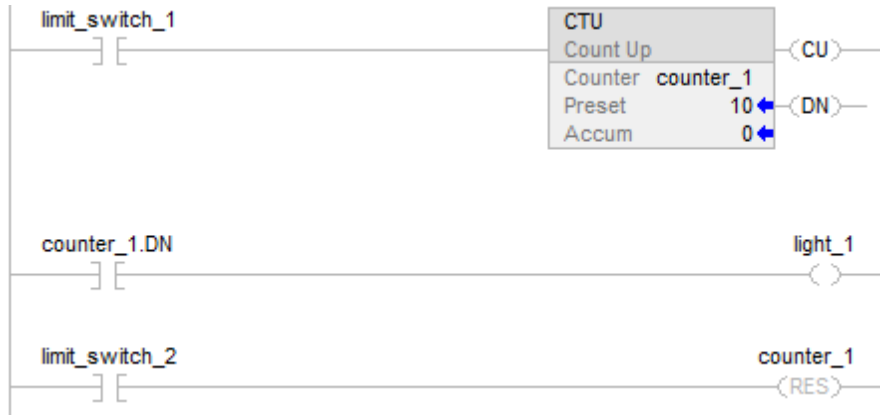 limit_switch_1
CTU
Count Up
CU
Counter counter_1
Preset 10
DN
Accum 0
counter_1.DN
light_1
limit_switch_2
counter_1
RES